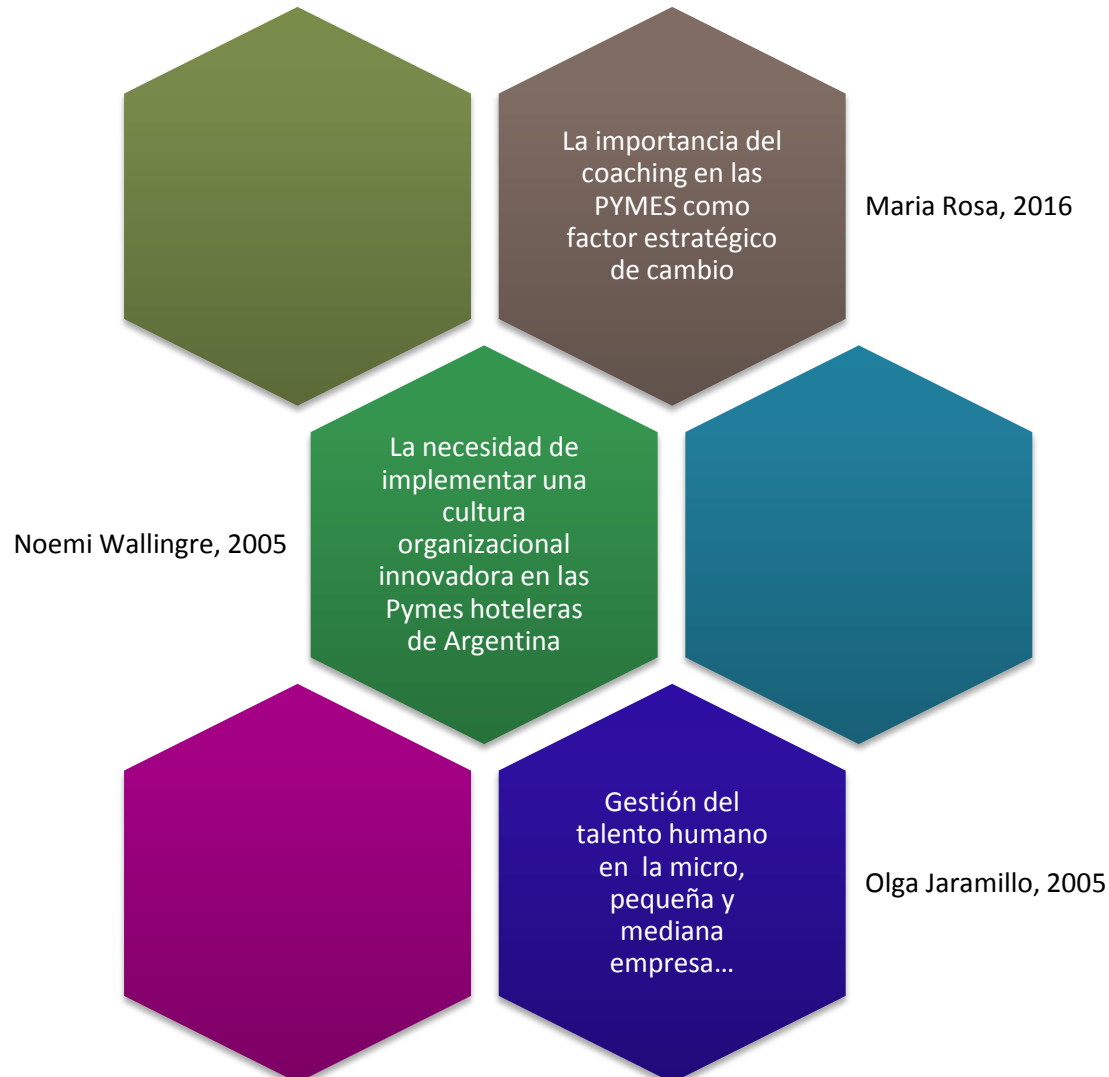 La importancia del
coaching en las
PYMES como
factor estratégico
de cambio
Maria Rosa, 2016
Noemi Wallingre, 2005
La necesidad de
implementar una
cultura
organizacional
innovadora en las
Pymes hoteleras
de Argentina
Gestión del
talento humano
en  la micro,
pequeña y
mediana
empresa…
Olga Jaramillo, 2005